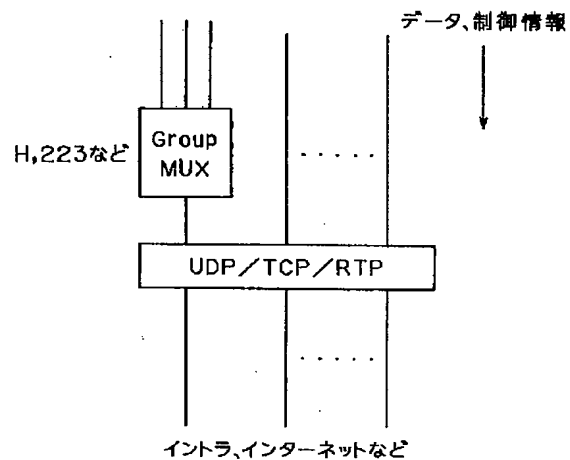 データ、制御情報
H,223など
Group
MUX
.....
UDP/TCP/RTP
.....
イントラ、インターネットなど